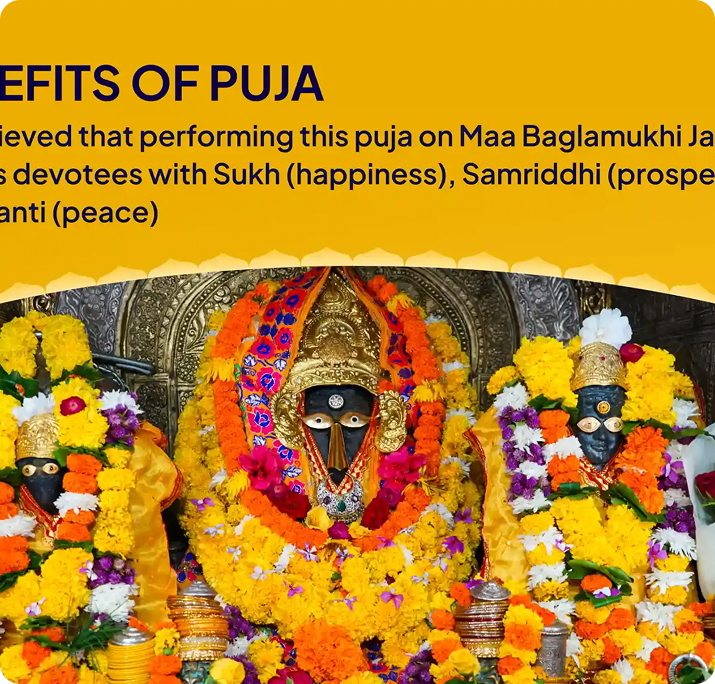 EFITS OF PUJA
ieved that performing this puja on Maa Baglamukhi Ja
s devotees with Sukh (happiness), Samriddhi (prospe
anti (peace)